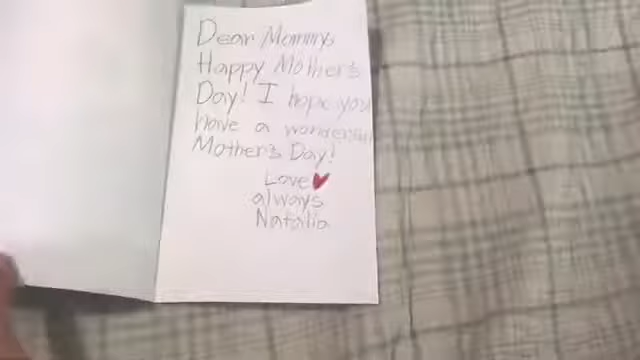 Dear Mommy,
Happy Mother's
Day! I hope you
have a wonderful
Mother's Day!
Love
always
Natalia